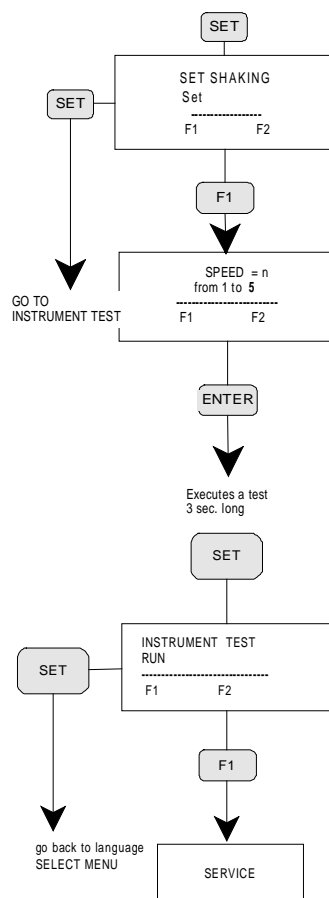 SET
SET SHAKING
Set
SET
--------------------
F1 F2
F1
SPEED = n
from 1 to 5
---------------------------
F1 F2
GO TO
INSTRUMENT TEST
ENTER
Executes a test
3 sec. long
SET
INSTRUMENT TEST
RUN
SET
--------------------------------
F1 F2
F1
go back to language
SELECT MENU
SERVICE